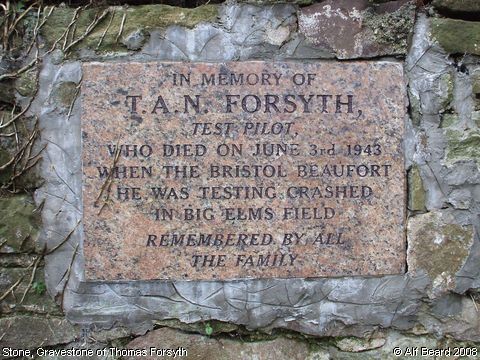 IN MEMORY OF
T.A.N. FORSYTH,
TEST PILOT,
WHO DIED ON JUNE 3rd 1943
WHEN THE BRISTOL BEAUFORT
HE WAS TESTING CRASHED
IN BIG ELMS FIELD
REMEMBERED BY ALL
THE FAMILY
Stone, Gravestone of Thomas Forsyth © Alf Beard 2008